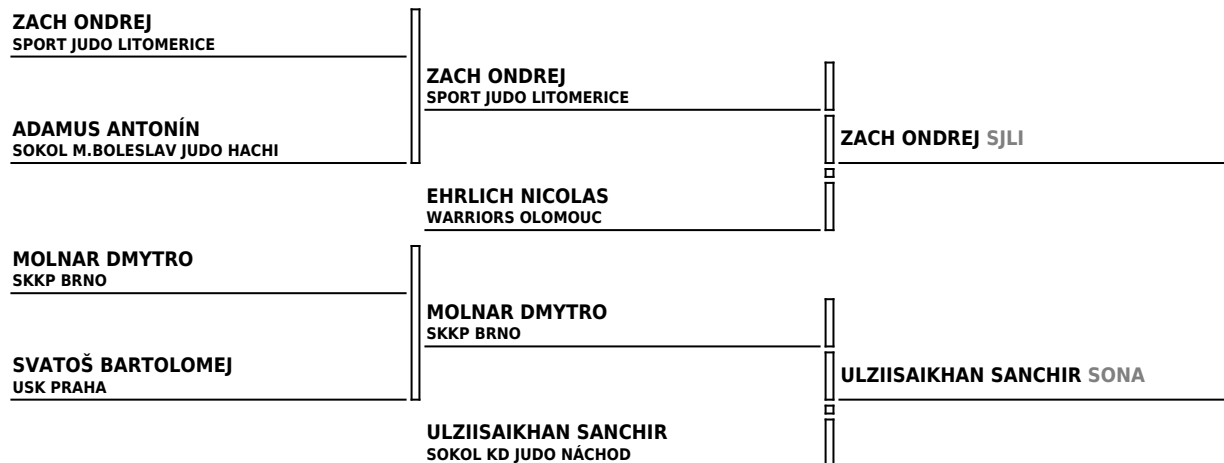 ZACH ONDREJ
SPORT JUDO LITOMERICE
ADAMUS ANTONÍN
SOKOL M.BOLESLAV JUDO HACHI
ZACH ONDREJ
SPORT JUDO LITOMERICE
EHRLICH NICOLAS
WARRIORS OLOMOUC
ZACH ONDREJ SJLI
MOLNAR DMYTRO
SKKP BRNO
SVATOŠ BARTOLOMEJ
USK PRAHA
MOLNAR DMYTRO
SKKP BRNO
ULZIISAIKHAN SANCHIR
SOKOL KD JUDO NÁCHOD
ULZIISAIKHAN SANCHIR SONA